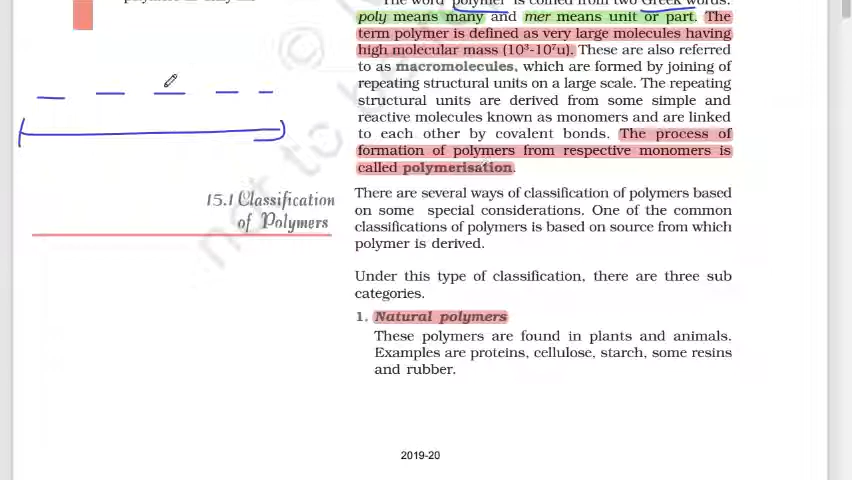 The word 'polymer' is coined from two Greek words:
poly means many and mer means unit or part. The
term polymer is defined as very large molecules having
high molecular mass (10³-10⁷u). These are also referred
to as macromolecules, which are formed by joining of
repeating structural units on a large scale. The repeating
structural units are derived from some simple and
reactive molecules known as monomers and are linked
to each other by covalent bonds. The process of
formation of polymers from respective monomers is
called polymerisation.
15.1 Classification
of Polymers
There are several ways of classification of polymers based
on some special considerations. One of the common
classifications of polymers is based on source from which
polymer is derived.
Under this type of classification, there are three sub
categories.
1. Natural polymers
These polymers are found in plants and animals.
Examples are proteins, cellulose, starch, some resins
and rubber.
not to be
2019-20